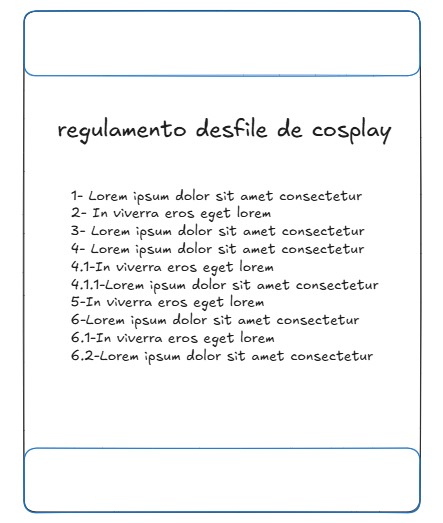 regulamento desfile de cosplay
1- Lorem ipsum dolor sit amet consectetur
2- In viverra eros eget lorem
3- Lorem ipsum dolor sit amet consectetur
4- Lorem ipsum dolor sit amet consectetur
4.1-In viverra eros eget lorem
4.1.1-Lorem ipsum dolor sit amet consectetur
5-In viverra eros eget lorem
6-Lorem ipsum dolor sit amet consectetur
6.1-In viverra eros eget lorem
6.2-Lorem ipsum dolor sit amet consectetur